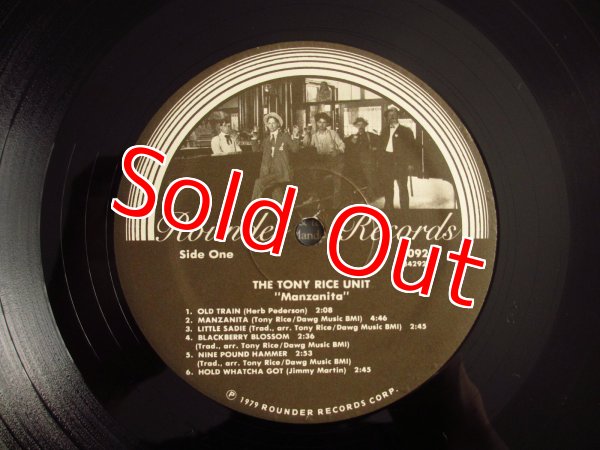 Sold Out
Rounder Records
Side One
THE TONY RICE UNIT
"Manzanita"
1. OLD TRAIN (Herb Pederson) 2:08
2. MANZANITA (Tony Rice/Dawg Music BMI) 4:46
3. LITTLE SADIE (Trad., arr. Tony Rice/Dawg Music BMI) 2:45
4. BLACKBERRY BLOSSOM 2:36
(Trad., arr. Tony Rice/Dawg Music BMI)
5. NINE POUND HAMMER 2:53
(Trad., arr. Tony Rice/Dawg Music BMI)
6. HOLD WHATCHA GOT (Jimmy Martin) 2:45
Ⓟ 1979 ROUNDER RECORDS CORP.